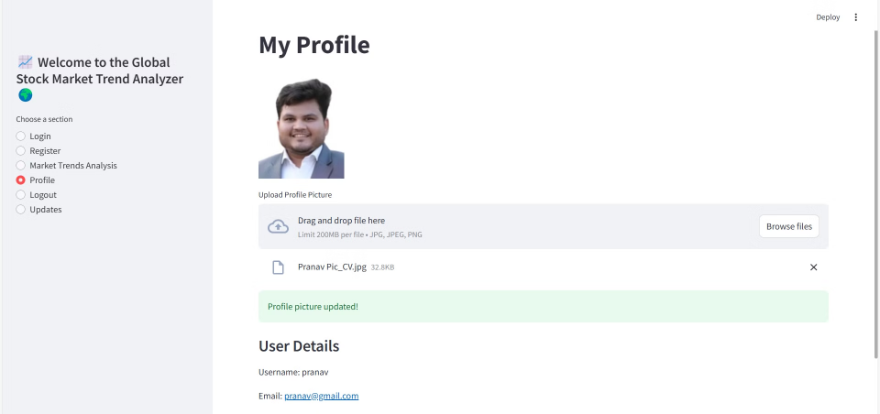 Deploy
Welcome to the Global
Stock Market Trend Analyzer
Choose a section
Login
Register
Market Trends Analysis
Profile
Logout
Updates
My Profile
Upload Profile Picture
Drag and drop file here
Limit 200MB per file • JPG, JPEG, PNG
Browse files
Pranav Pic_CV.jpg 32.8KB
Profile picture updated!
User Details
Username: pranav
Email: pranav@gmail.com